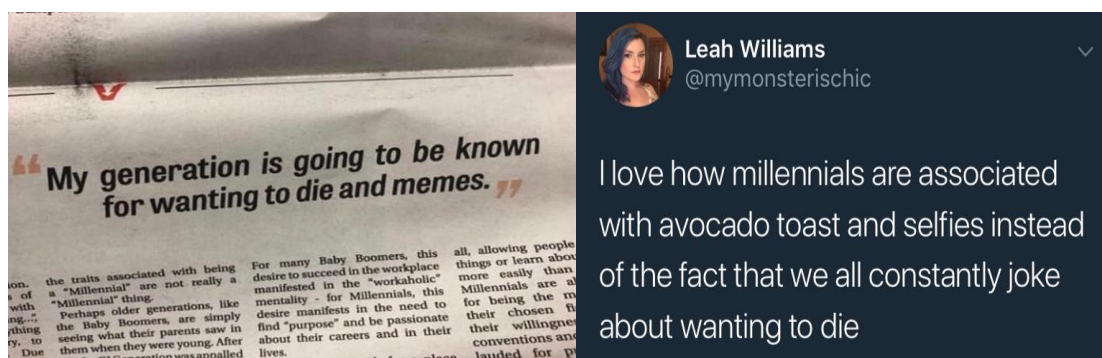 “My generation is going to be known
for wanting to die and memes.”
the traits associated with being
a "Millennial" are not really a
"Millennial" thing.
Perhaps older generations, like
the Baby Boomers, are simply
seeing what their parents saw in
them when they were young. After
For many Baby Boomers, this
desire to succeed in the workplace
manifested in the "workaholic"
mentality - for Millennials, this
desire manifests in the need to
find "purpose" and be passionate
about their careers and in their
lives.
all, allowing people
things or learn
more easily than
Millennials are
for being the
their chosen
their
conventions
lauded for
Leah Williams
@mymonsterischic
I love how millennials are associated
with avocado toast and selfies instead
of the fact that we all constantly joke
about wanting to die